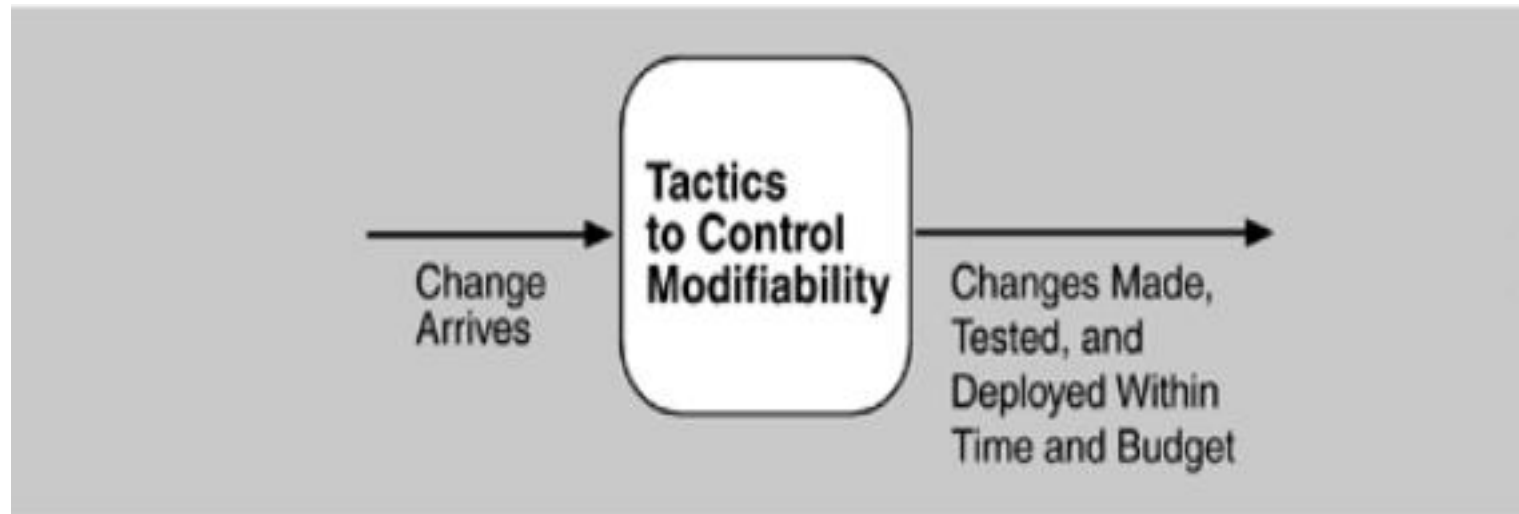 Change
Arrives
Tactics
to Control
Modifiability
Changes Made,
Tested, and
Deployed Within
Time and Budget